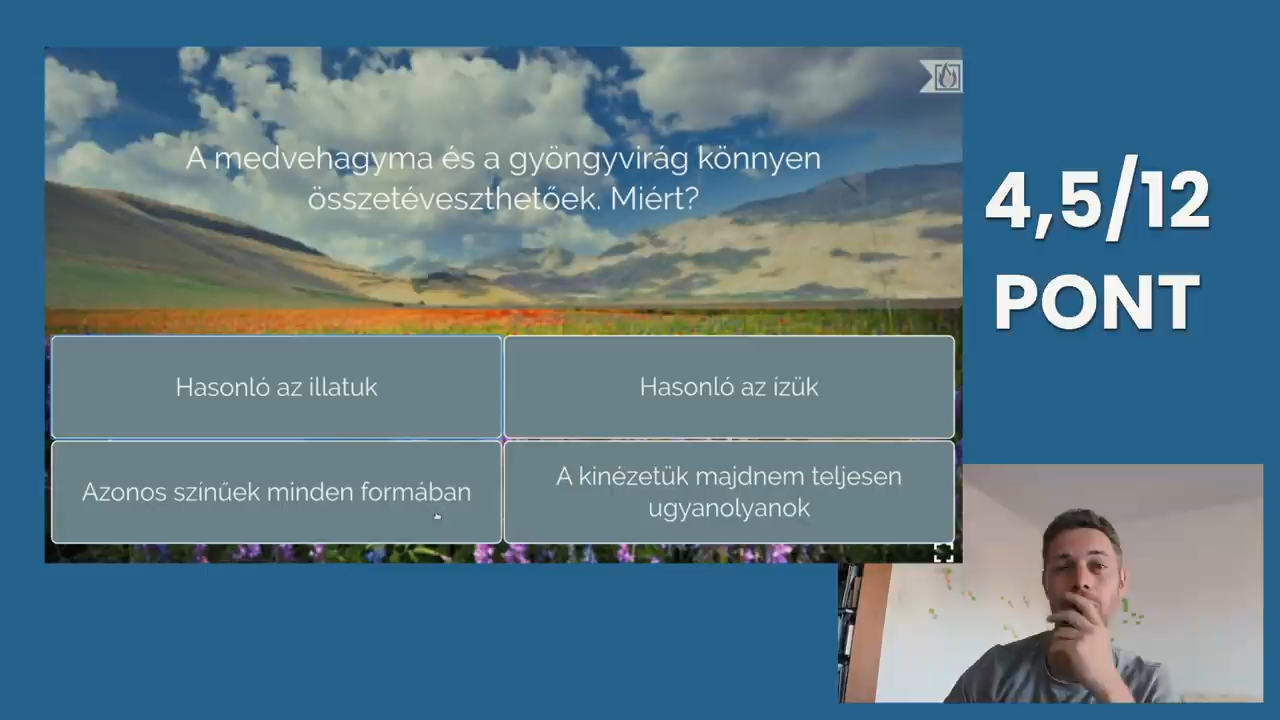 A medvehagyma és a gyöngyvirág könnyen
összetéveszthetőek. Miért?
Hasonló az illatuk
Hasonló az ízük
Azonos színűek minden formában
A kinézetük majdnem teljesen
ugyanolyanok
4,5/12
PONT